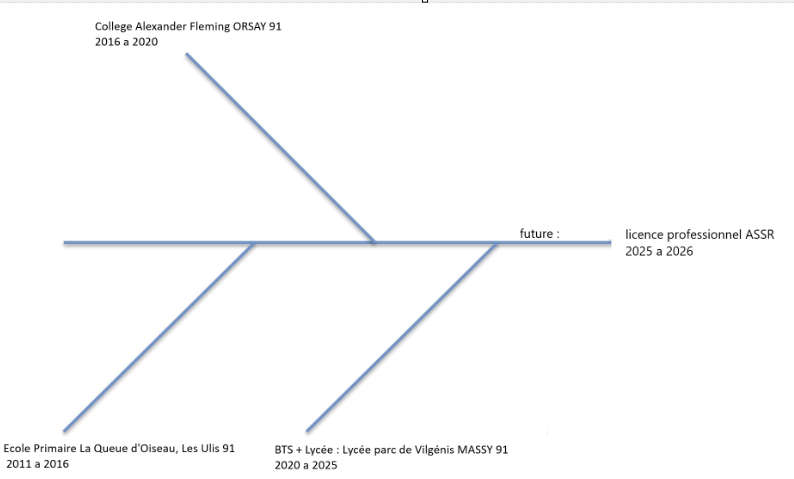 College Alexander Fleming ORSAY 91
2016 a 2020
future :
licence professionnel ASSR
2025 a 2026
Ecole Primaire La Queue d'Oiseau, Les Ulis 91
2011 a 2016
BTS + Lycée : Lycée parc de Vilgénis MASSY 91
2020 a 2025